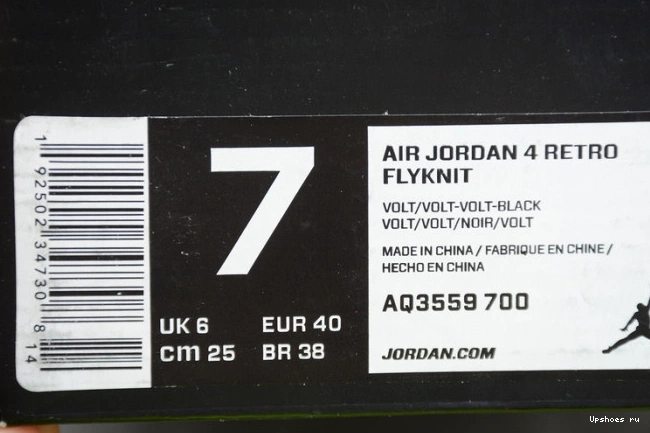 1 92502 34730 8 14
7
UK 6 EUR 40
cm 25 BR 38
AIR JORDAN 4 RETRO
FLYKNIT
VOLT/VOLT-VOLT-BLACK
VOLT/VOLT/NOIR/VOLT
MADE IN CHINA / FABRIQUE EN CHINE /
HECHO EN CHINA
AQ3559 700
JORDAN.COM
Upshoes ru